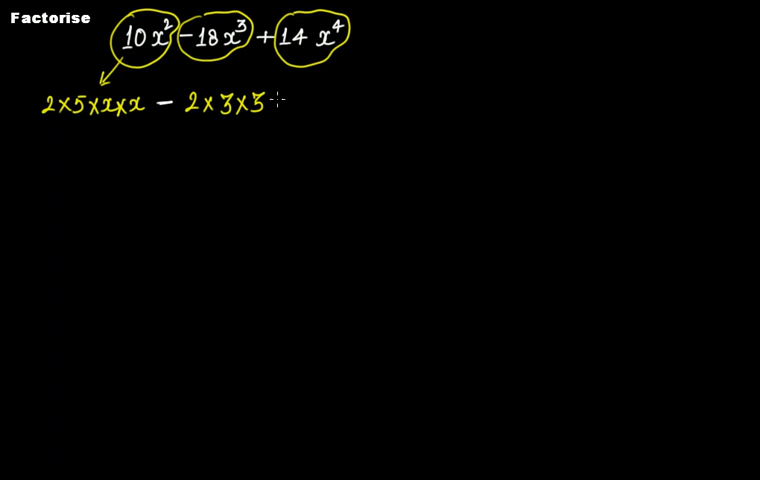 Factorise
10x² - 18x³ + 14x⁴
2×5×x×x - 2×3×3